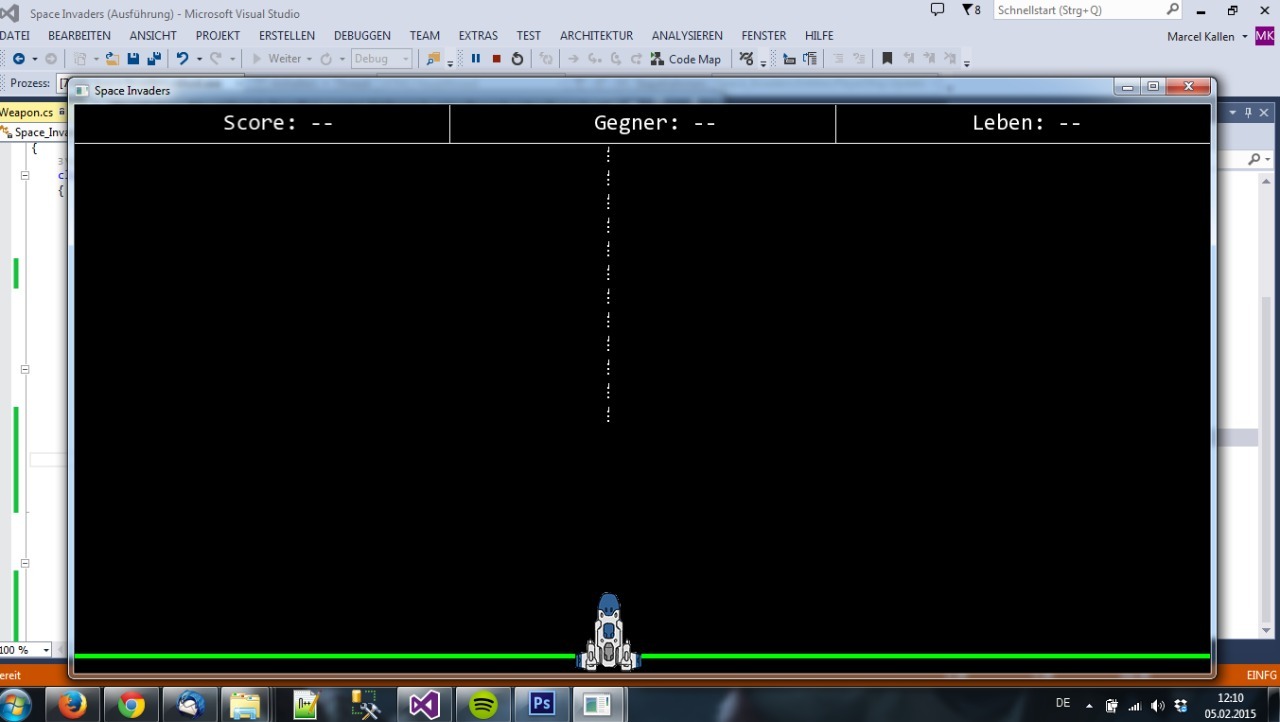 Space Invaders (Ausführung) - Microsoft Visual Studio
8
Schnellstart (Strg+Q)
DATEI BEARBEITEN ANSICHT PROJEKT ERSTELLEN DEBUGGEN TEAM EXTRAS TEST ARCHITEKTUR ANALYSIEREN FENSTER HILFE
Marcel Kallen MK
Weiter Debug Code Map
Prozess:
Space Invaders
Weapon.cs
Space_Inva
Score: -- Gegner: -- Leben: --
{
{
100 %
ereit
EINFG
Ps
DE
12:10
05.02.2015